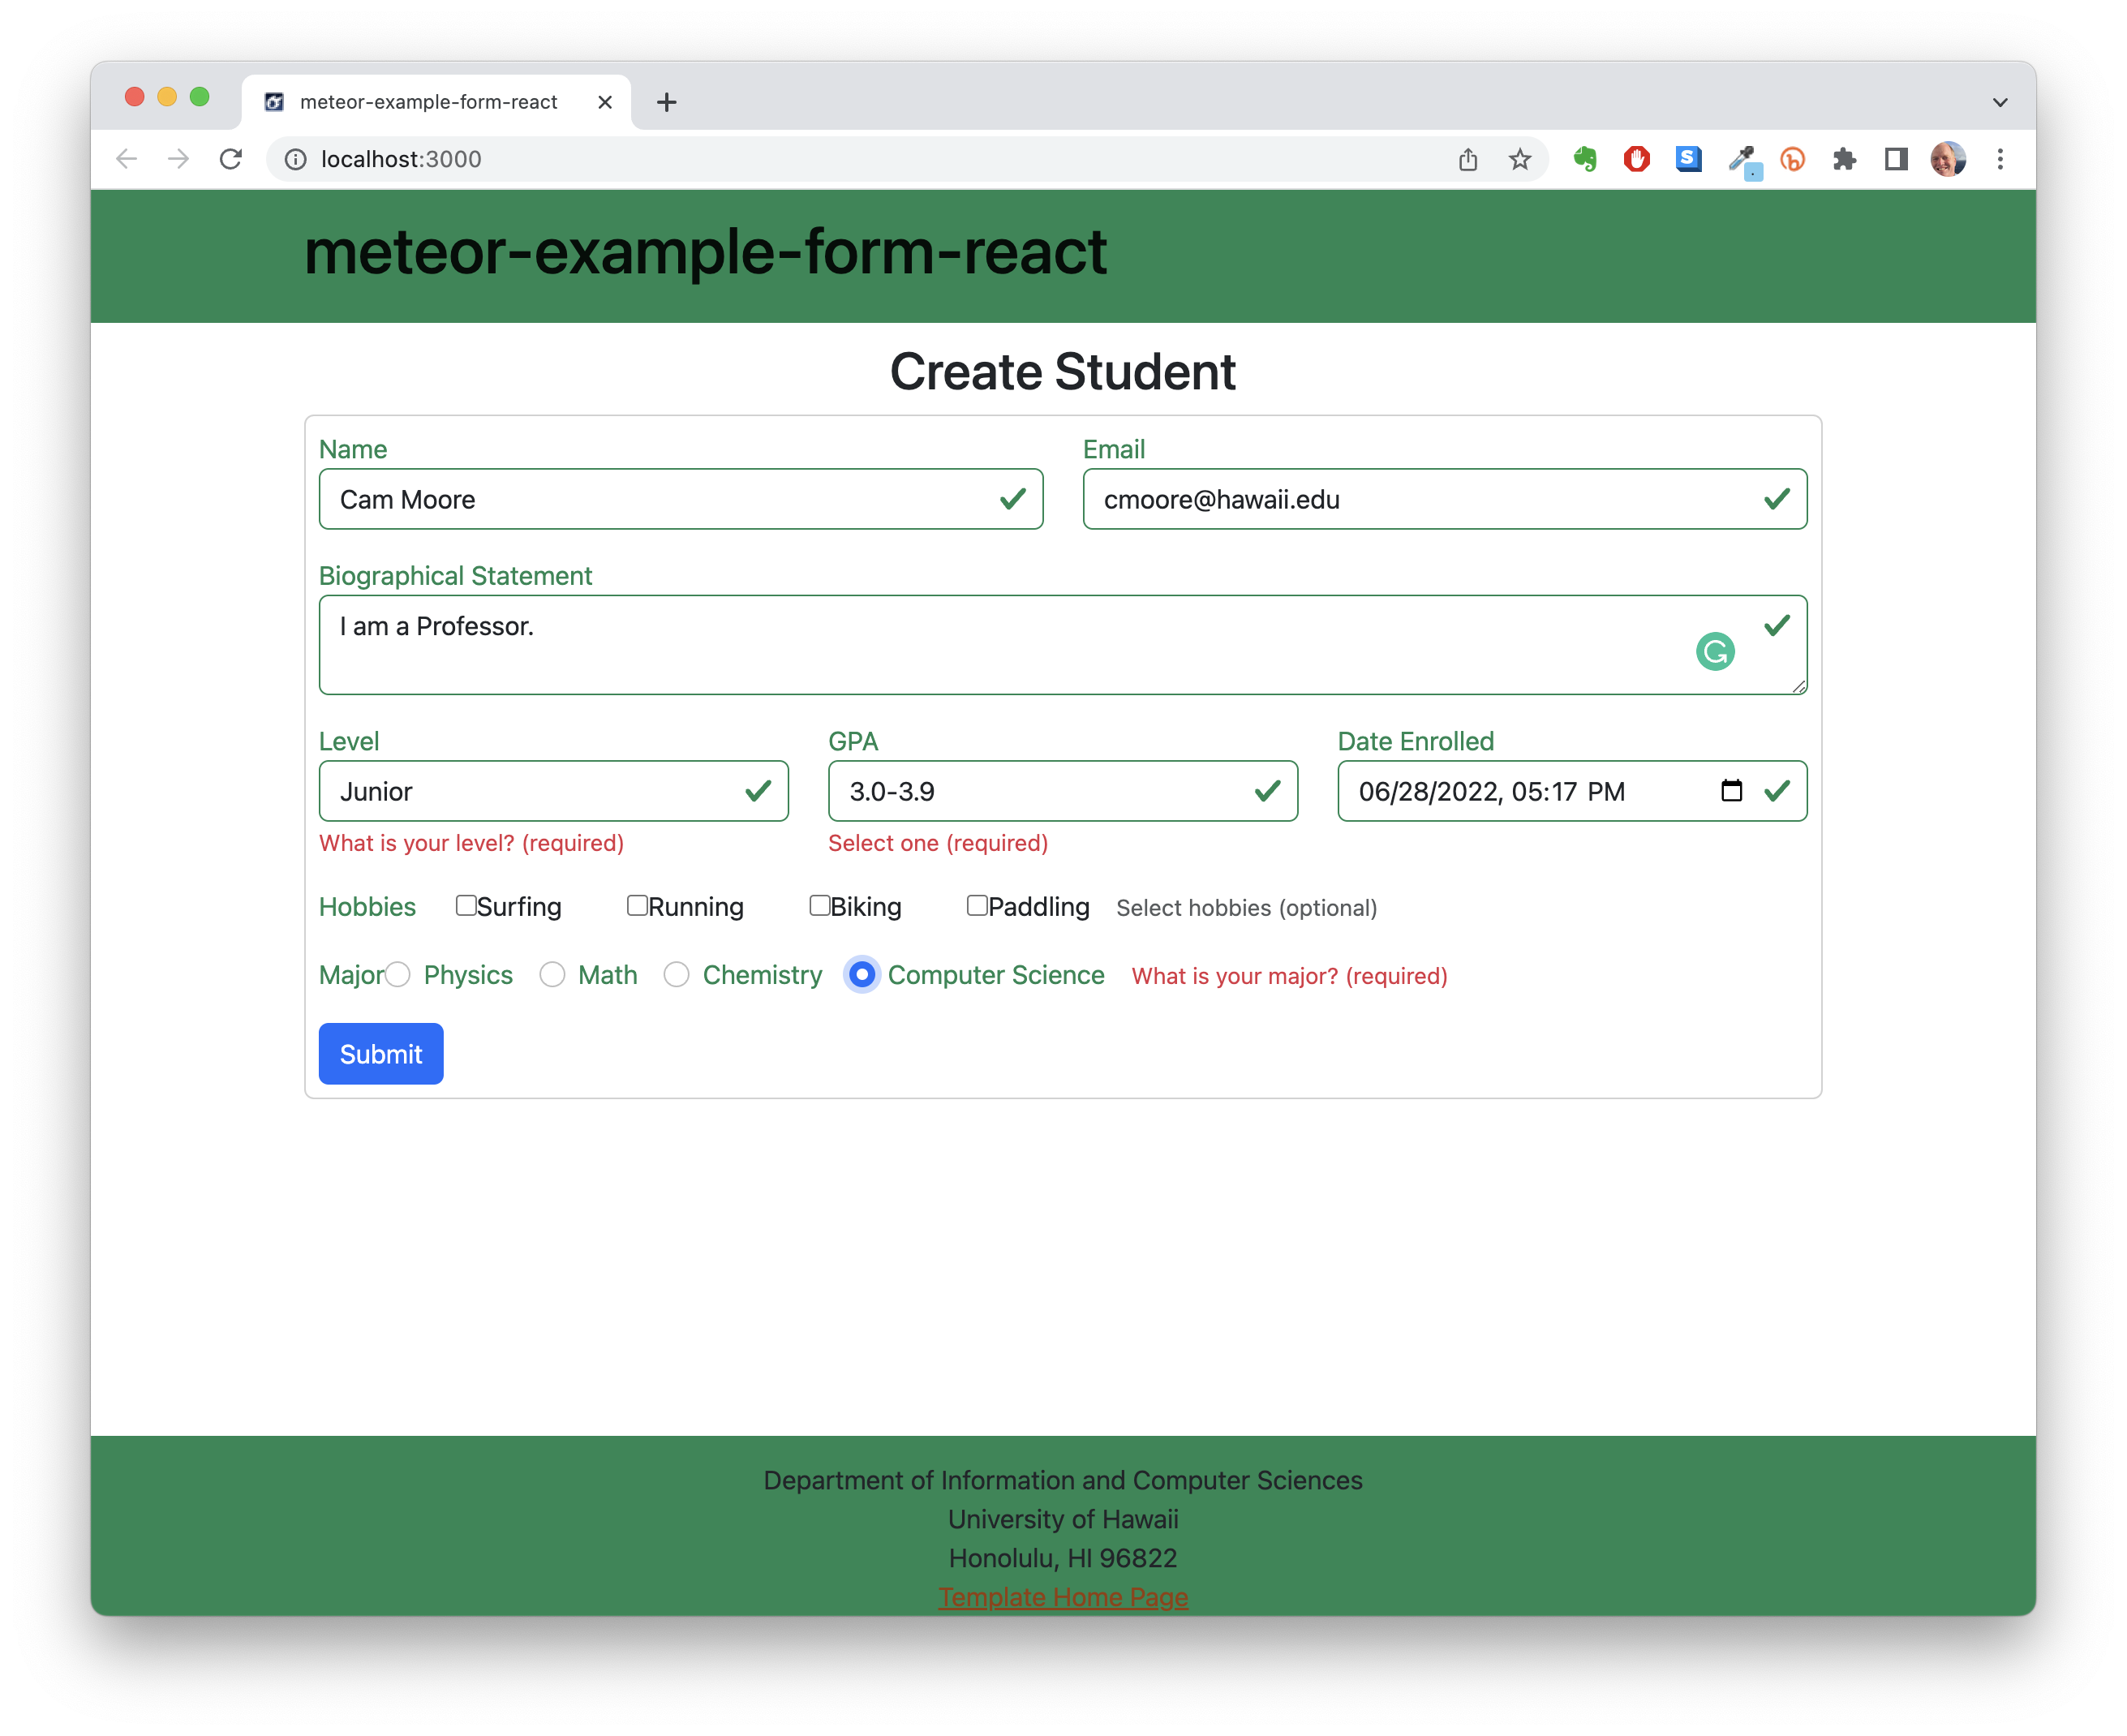 meteor-example-form-react
localhost:3000
meteor-example-form-react
Create Student
Name Email
Cam Moore cmoore@hawaii.edu
Biographical Statement
I am a Professor.
Level GPA Date Enrolled
Junior 3.0-3.9 06/28/2022, 05:17 PM
What is your level? (required) Select one (required)
Hobbies Surfing Running Biking Paddling Select hobbies (optional)
Major Physics Math Chemistry Computer Science What is your major? (required)
Submit
Department of Information and Computer Sciences
University of Hawaii
Honolulu, HI 96822
Template Home Page